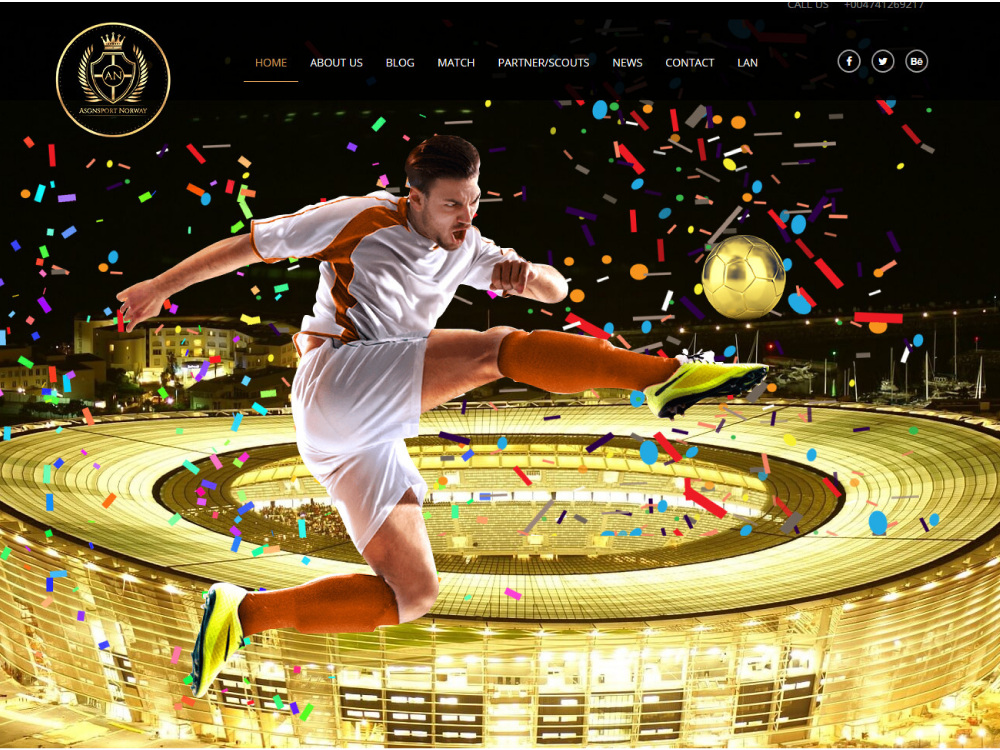 CALL US +004741269217
HOME ABOUT US BLOG MATCH PARTNER/SCOUTS NEWS CONTACT LAN
Bē
AN
ASGNSPORT NORWAY